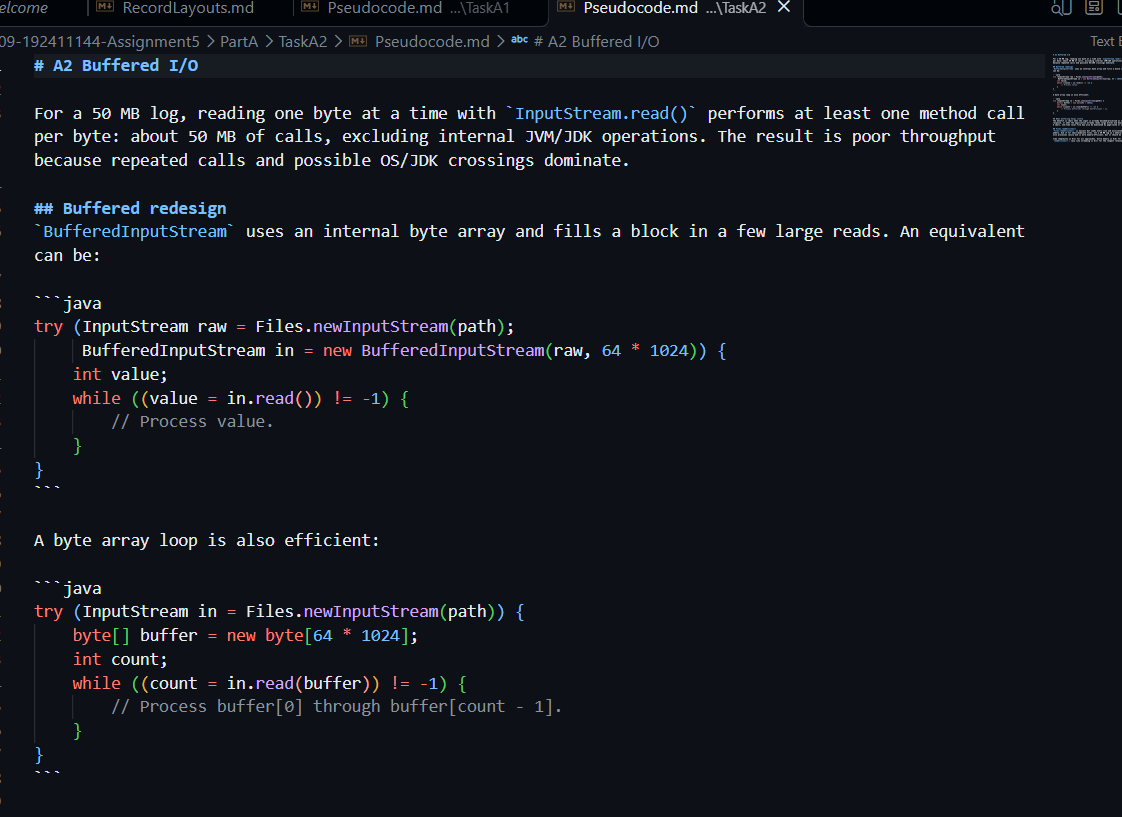 elcome RecordLayouts.md Pseudocode.md ...\TaskA1 Pseudocode.md ...\TaskA2
09-192411144-Assignment5 > PartA > TaskA2 > Pseudocode.md > abc # A2 Buffered I/O Text
# A2 Buffered I/O
For a 50 MB log, reading one byte at a time with `InputStream.read()` performs at least one method call
per byte: about 50 MB of calls, excluding internal JVM/JDK operations. The result is poor throughput
because repeated calls and possible OS/JDK crossings dominate.
## Buffered redesign
`BufferedInputStream` uses an internal byte array and fills a block in a few large reads. An equivalent
can be:
```java
try (InputStream raw = Files.newInputStream(path);
     BufferedInputStream in = new BufferedInputStream(raw, 64 * 1024)) {
    int value;
    while ((value = in.read()) != -1) {
        // Process value.
    }
}
```
A byte array loop is also efficient:
```java
try (InputStream in = Files.newInputStream(path)) {
    byte[] buffer = new byte[64 * 1024];
    int count;
    while ((count = in.read(buffer)) != -1) {
        // Process buffer[0] through buffer[count - 1].
    }
}
```